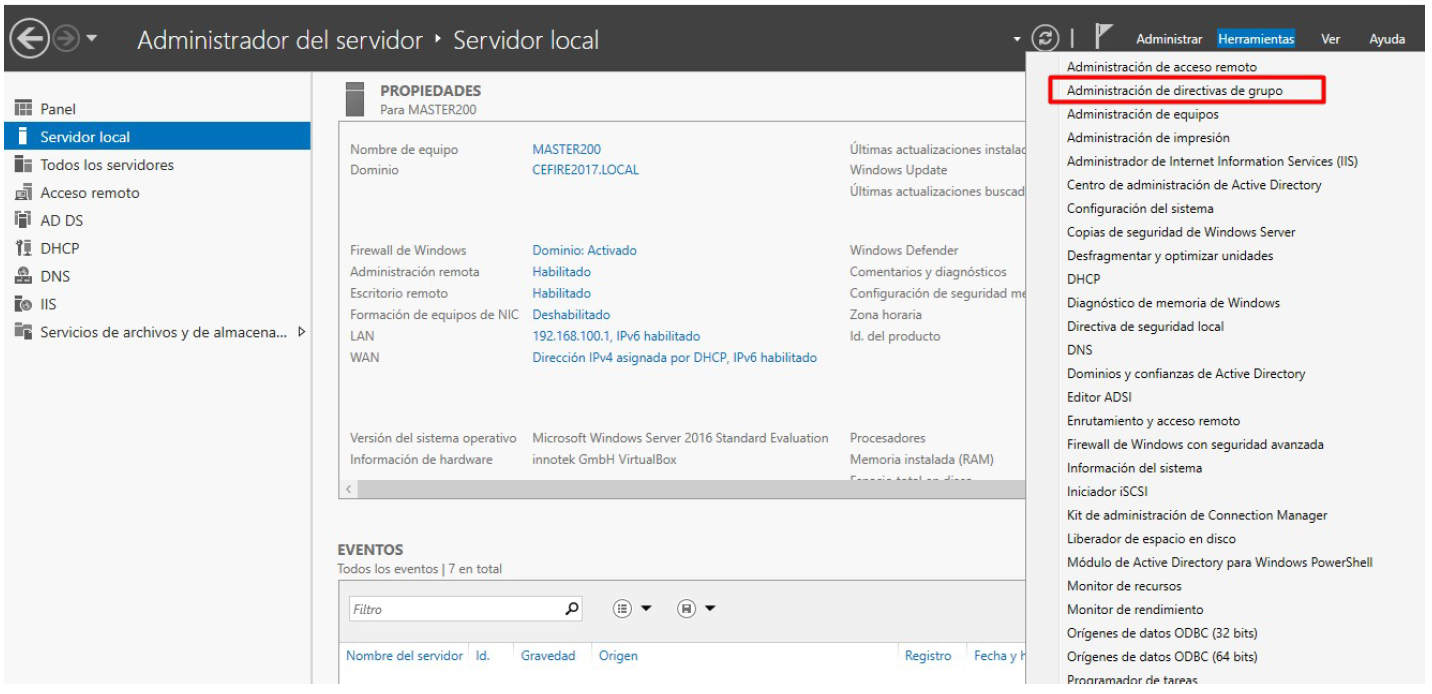 Administrador del servidor ‣ Servidor local
Administrar Herramientas Ver Ayuda
Panel
Servidor local
Todos los servidores
Acceso remoto
AD DS
DHCP
DNS
IIS
Servicios de archivos y de almacena...
PROPIEDADES
Para MASTER200
Nombre de equipo MASTER200
Dominio CEFIRE2017.LOCAL
Últimas actualizaciones instalad
Windows Update
Últimas actualizaciones buscad
Firewall de Windows Dominio: Activado
Administración remota Habilitado
Escritorio remoto Habilitado
Formación de equipos de NIC Deshabilitado
LAN 192.168.100.1, IPv6 habilitado
WAN Dirección IPv4 asignada por DHCP, IPv6 habilitado
Windows Defender
Comentarios y diagnósticos
Configuración de seguridad me
Zona horaria
Id. del producto
Versión del sistema operativo Microsoft Windows Server 2016 Standard Evaluation
Información de hardware innotek GmbH VirtualBox
Procesadores
Memoria instalada (RAM)
Espacio total en disco
EVENTOS
Todos los eventos | 7 en total
Filtro
Nombre del servidor Id. Gravedad Origen Registro Fecha y h
Administración de acceso remoto
Administración de directivas de grupo
Administración de equipos
Administración de impresión
Administrador de Internet Information Services (IIS)
Centro de administración de Active Directory
Configuración del sistema
Copias de seguridad de Windows Server
Desfragmentar y optimizar unidades
DHCP
Diagnóstico de memoria de Windows
Directiva de seguridad local
DNS
Dominios y confianzas de Active Directory
Editor ADSI
Enrutamiento y acceso remoto
Firewall de Windows con seguridad avanzada
Información del sistema
Iniciador iSCSI
Kit de administración de Connection Manager
Liberador de espacio en disco
Módulo de Active Directory para Windows PowerShell
Monitor de recursos
Monitor de rendimiento
Orígenes de datos ODBC (32 bits)
Orígenes de datos ODBC (64 bits)
Programador de tareas